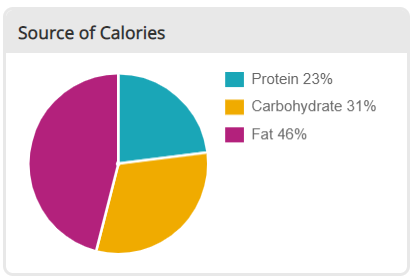 Source of Calories
Protein 23%
Carbohydrate 31%
Fat 46%